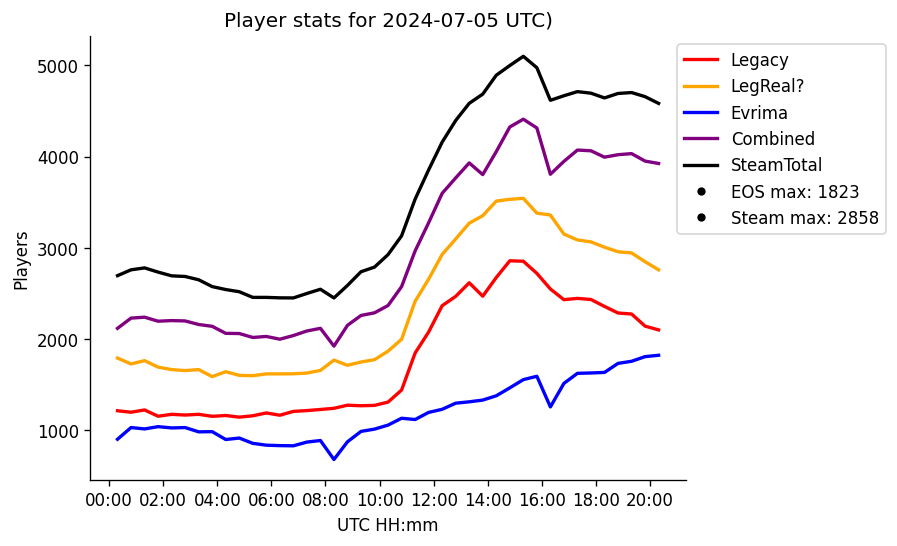 Player stats for 2024-07-05 UTC)
Legacy
LegReal?
Evrima
Combined
SteamTotal
EOS max: 1823
Steam max: 2858
Players
5000
4000
3000
2000
1000
00:00 02:00 04:00 06:00 08:00 10:00 12:00 14:00 16:00 18:00 20:00
UTC HH:mm